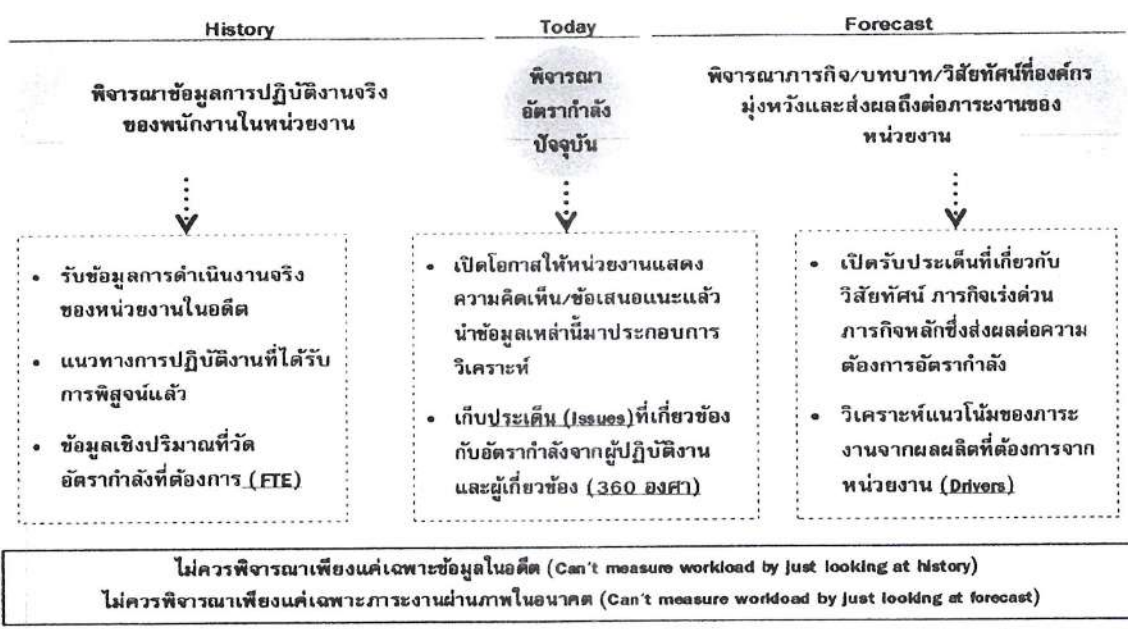 History
Today
Forecast
พิจารณาข้อมูลการปฏิบัติงานจริง
ของพนักงานในหน่วยงาน
พิจารณา
อัตรากำลัง
ปัจจุบัน
พิจารณาภารกิจ/บทบาท/วิสัยทัศน์ที่องค์กร
มุ่งหวังและส่งผลถึงต่อภาระงานของ
หน่วยงาน
• รับข้อมูลการดำเนินงานจริง
ของหน่วยงานในอดีต
• แนวทางการปฏิบัติงานที่ได้รับ
การพิสูจน์แล้ว
• ข้อมูลเชิงปริมาณที่วัด
อัตรากำลังที่ต้องการ (FTE)
• เปิดโอกาสให้หน่วยงานแสดง
ความคิดเห็น/ข้อเสนอแนะแล้ว
นำข้อมูลเหล่านี้มาประกอบการ
วิเคราะห์
• เก็บประเด็น (Issues)ที่เกี่ยวข้อง
กับอัตรากำลังจากผู้ปฏิบัติงาน
และผู้เกี่ยวข้อง (360 องศา)
• เปิดรับประเด็นที่เกี่ยวกับ
วิสัยทัศน์ ภารกิจเร่งด่วน
ภารกิจหลักซึ่งส่งผลต่อความ
ต้องการอัตรากำลัง
• วิเคราะห์แนวโน้มของภาระ
งานจากผลผลิตที่ต้องการจาก
หน่วยงาน (Drivers)
ไม่ควรพิจารณาเพียงแค่เฉพาะข้อมูลในอดีต (Can't measure workload by just looking at history)
ไม่ควรพิจารณาเพียงแค่เฉพาะภาระงานผ่านภาพในอนาคต (Can't measure workload by just looking at forecast)